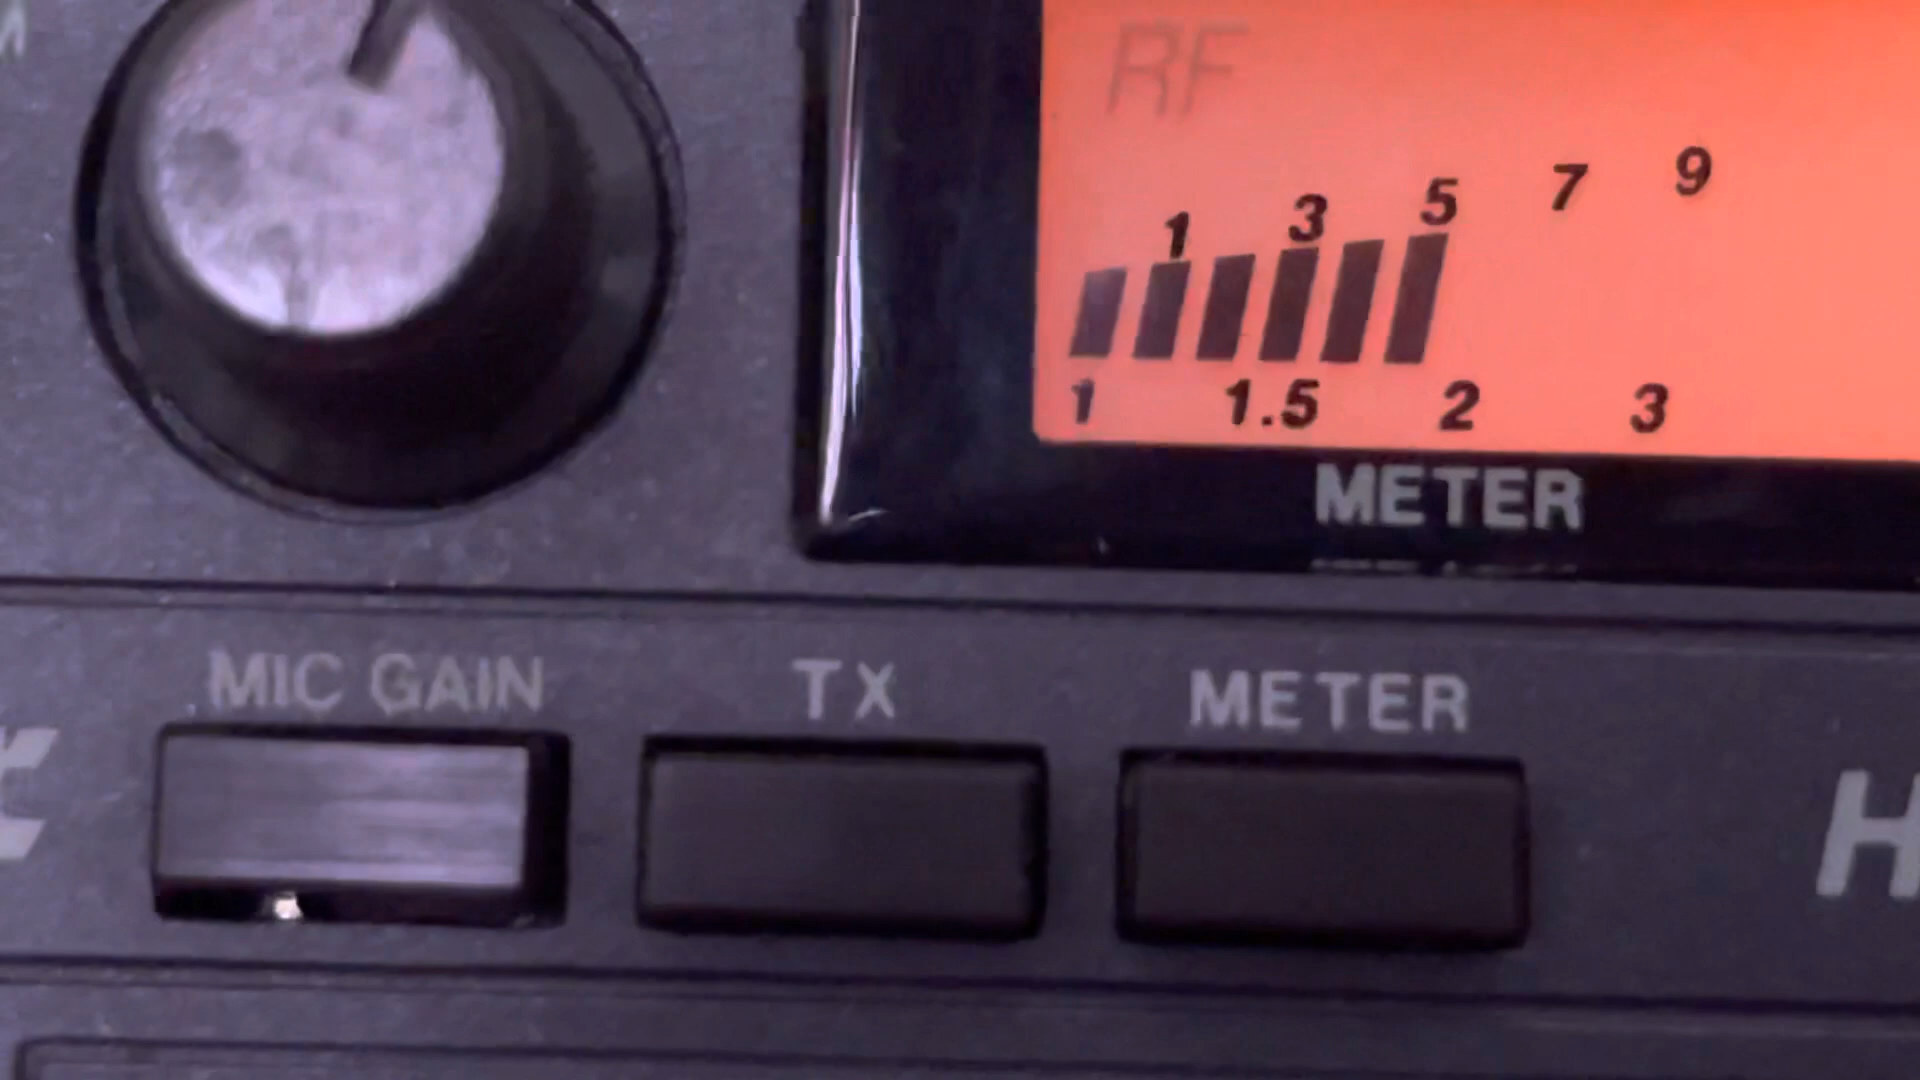 RF
1 3 5 7 9
1 1.5 2 3
METER
MIC GAIN TX METER
H